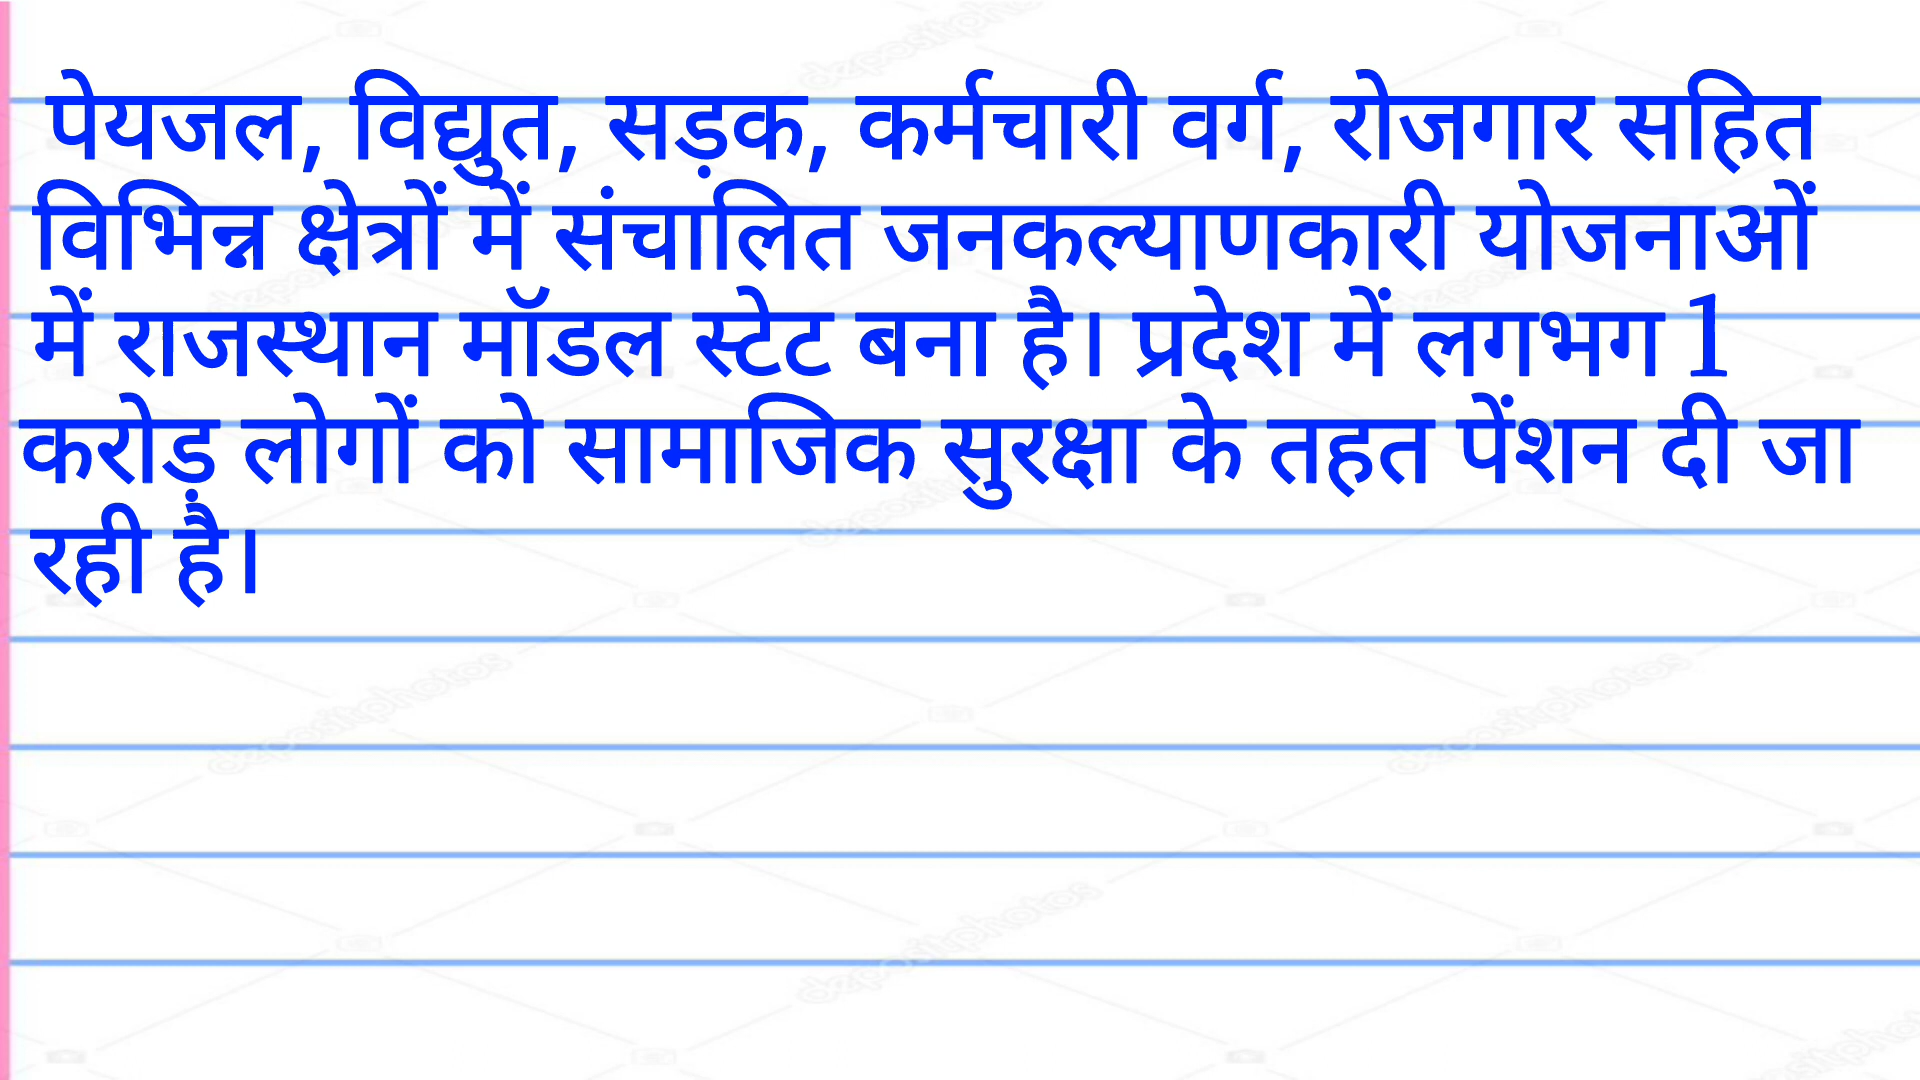 पेयजल, विद्युत, सड़क, कर्मचारी वर्ग, रोजगार सहित
विभिन्न क्षेत्रों में संचालित जनकल्याणकारी योजनाओं
में राजस्थान मॉडल स्टेट बना है। प्रदेश में लगभग 1
करोड़ लोगों को सामाजिक सुरक्षा के तहत पेंशन दी जा
रही है।